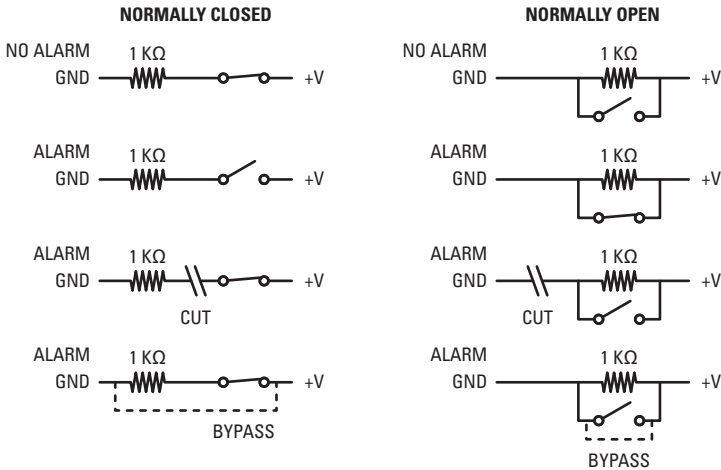 NORMALLY CLOSED
NO ALARM 1 KΩ
GND +V
ALARM 1 KΩ
GND +V
ALARM 1 KΩ
GND +V
CUT
ALARM 1 KΩ
GND +V
BYPASS
NORMALLY OPEN
NO ALARM 1 KΩ
GND +V
ALARM 1 KΩ
GND +V
ALARM 1 KΩ
GND +V
CUT
ALARM 1 KΩ
GND +V
BYPASS